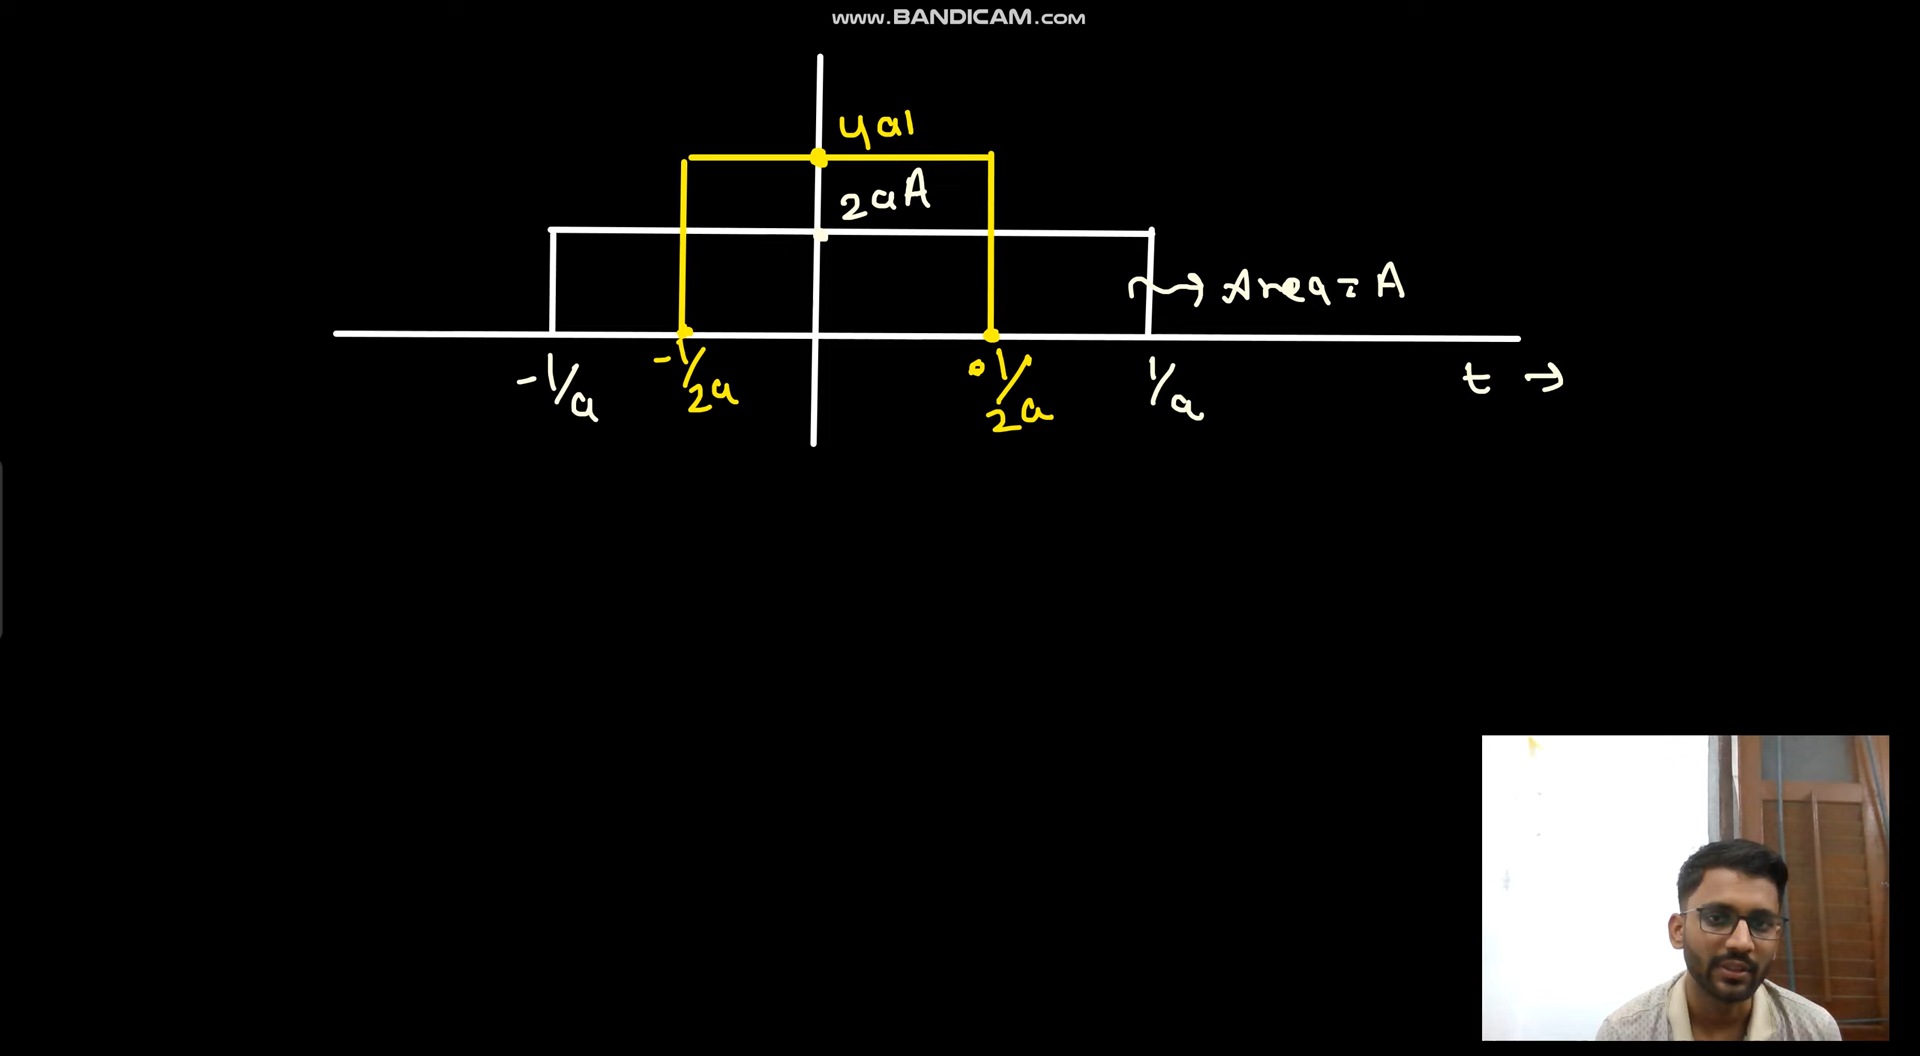 www.BANDICAM.com
4a1
2aA
Area = A
-1/a
-1/2a
1/2a
1/a
t →